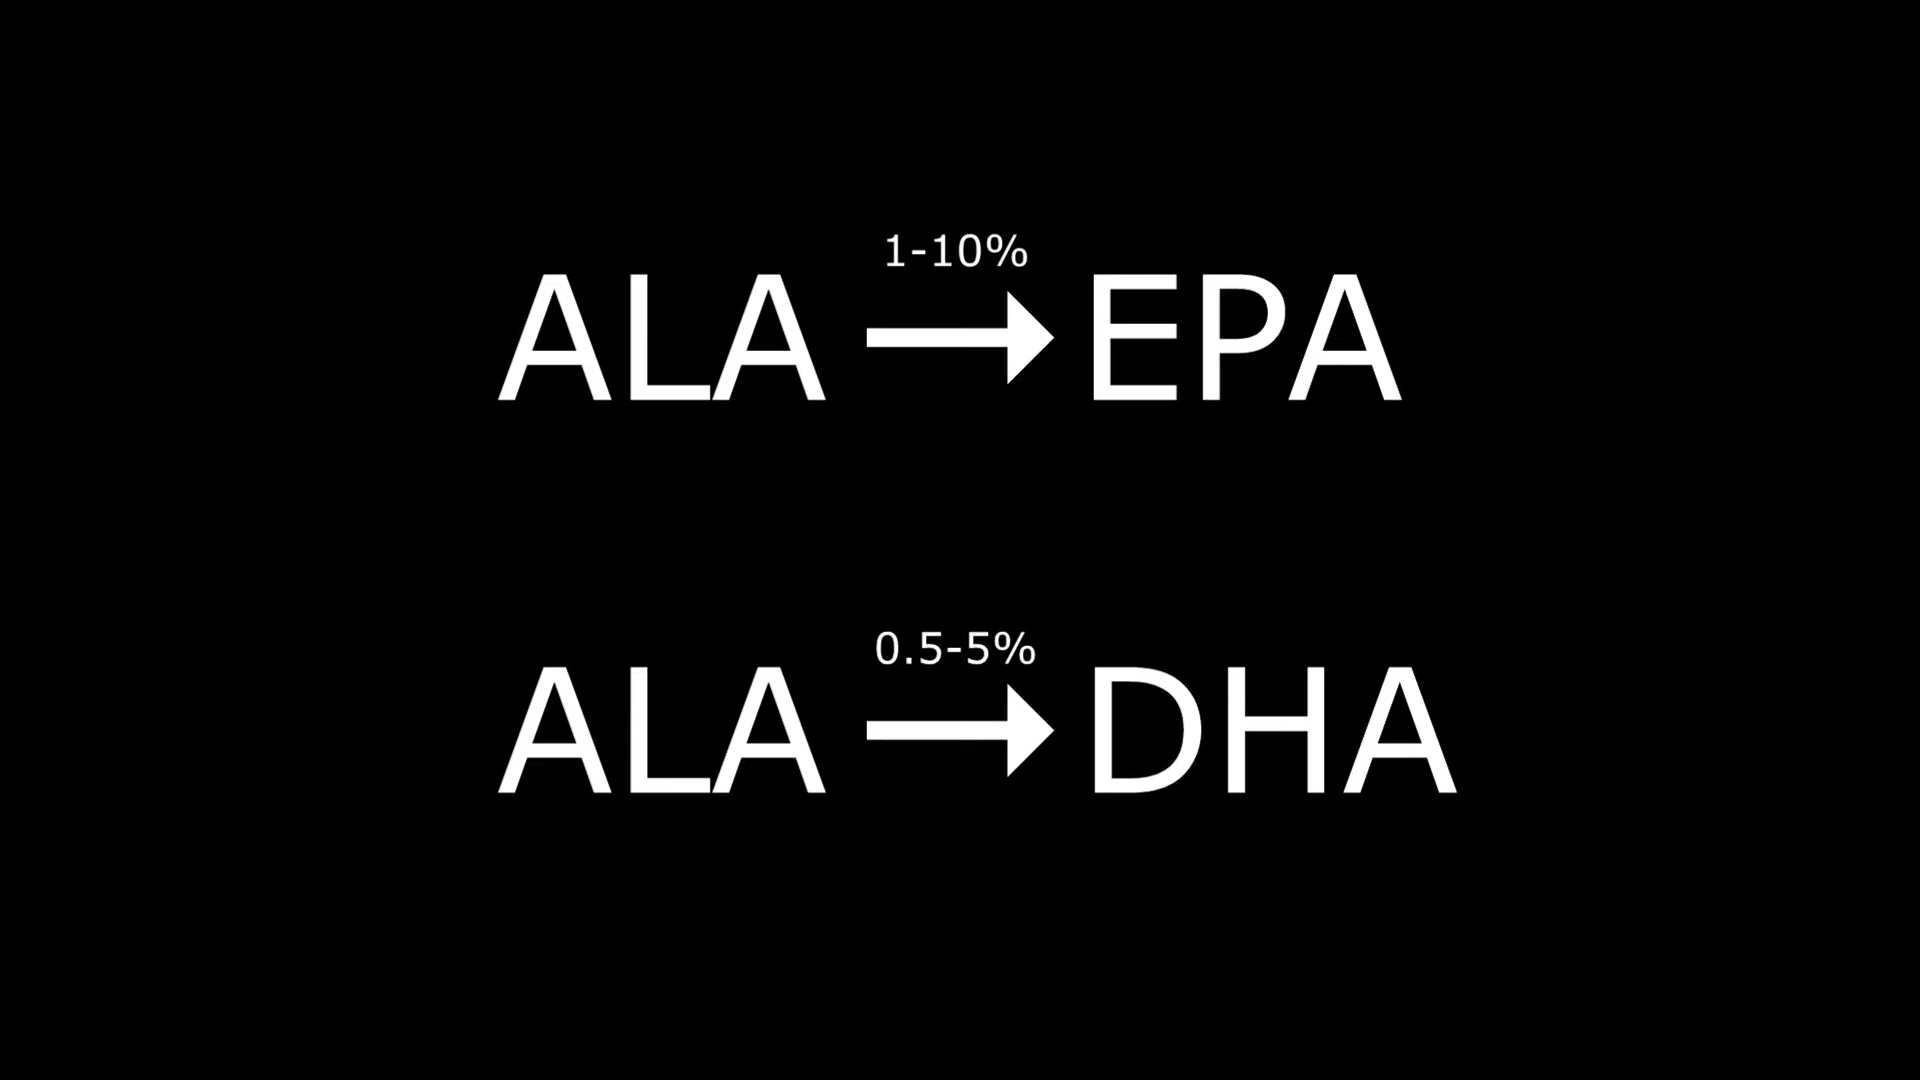 1-10%
ALA → EPA
0.5-5%
ALA → DHA